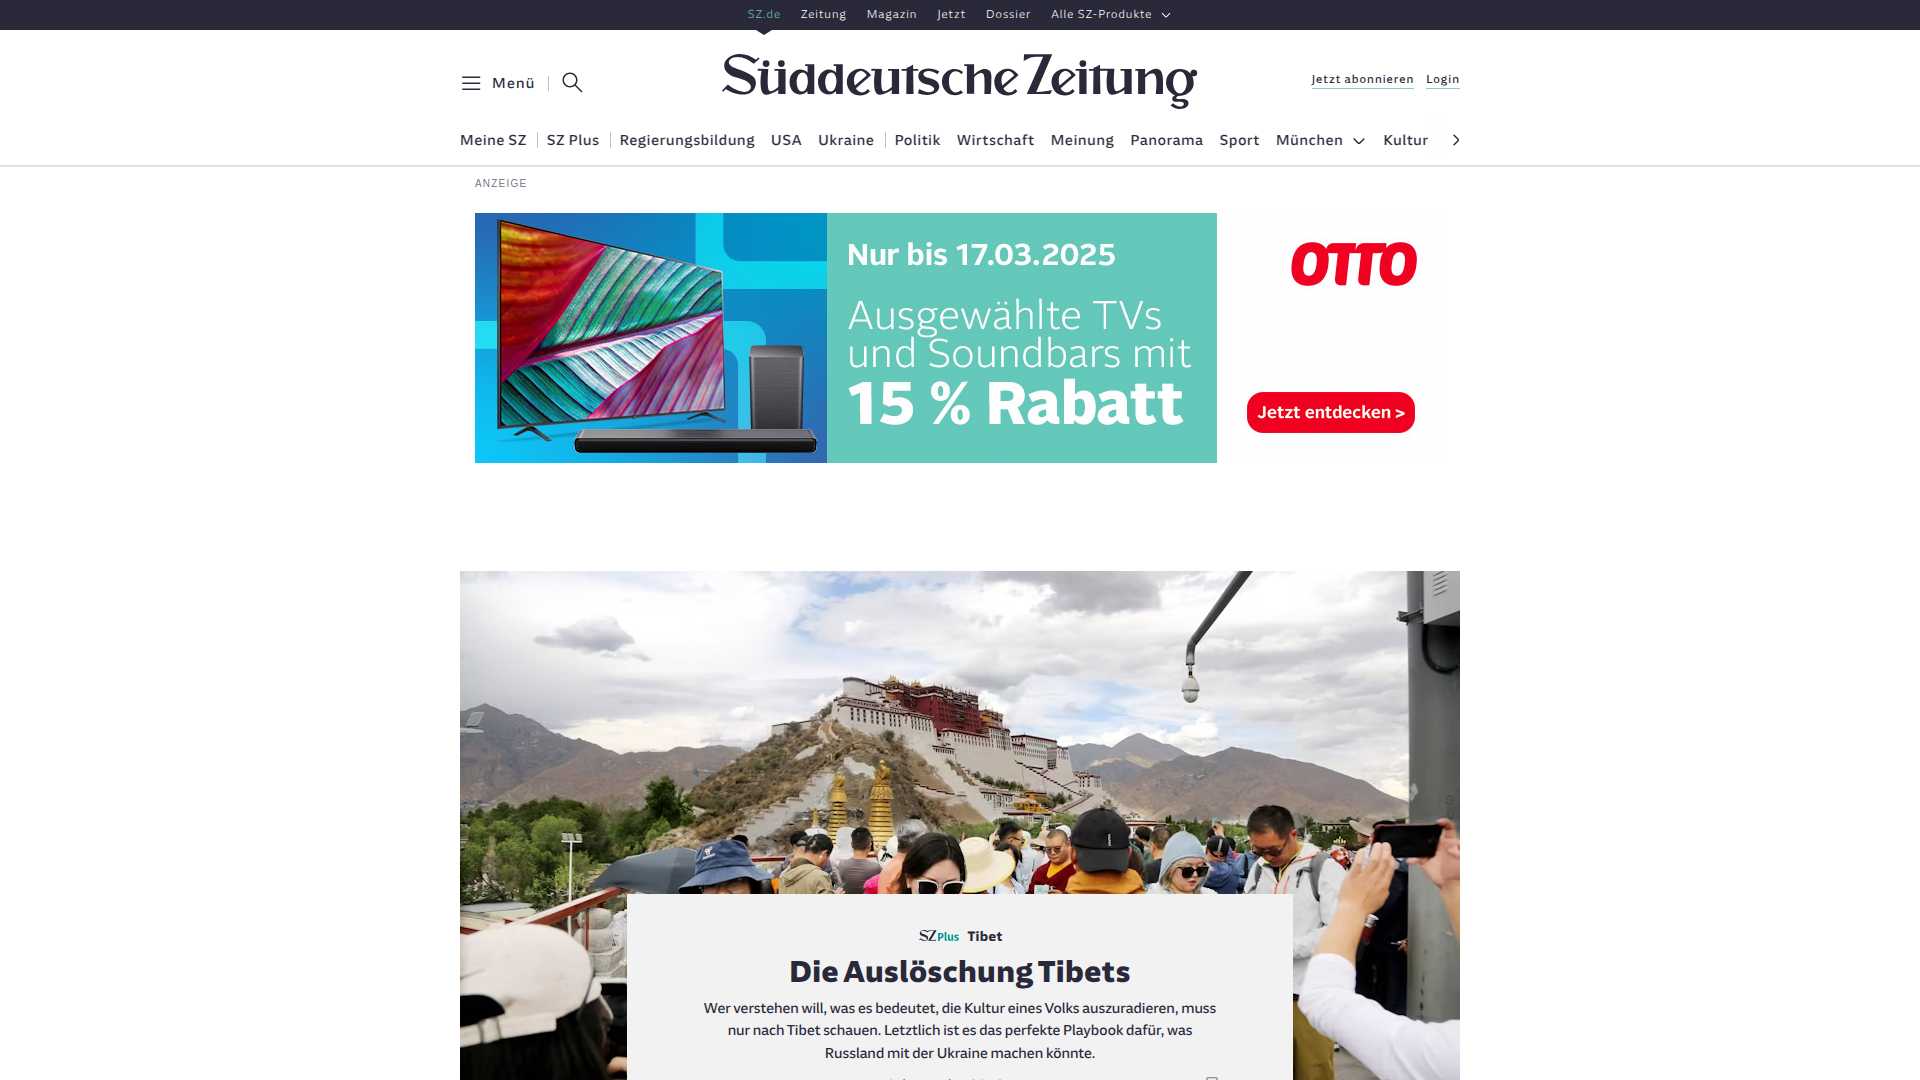 SZ.de Zeitung Magazin Jetzt Dossier Alle SZ-Produkte
Menü
Süddeutsche Zeitung
Jetzt abonnieren Login
Meine SZ SZ Plus Regierungsbildung USA Ukraine Politik Wirtschaft Meinung Panorama Sport München Kultur
ANZEIGE
Nur bis 17.03.2025
Ausgewählte TVs
und Soundbars mit
15 % Rabatt
OTTO
Jetzt entdecken >
SZ Plus Tibet
Die Auslöschung Tibets
Wer verstehen will, was es bedeutet, die Kultur eines Volks auszuradieren, muss
nur nach Tibet schauen. Letztlich ist es das perfekte Playbook dafür, was
Russland mit der Ukraine machen könnte.